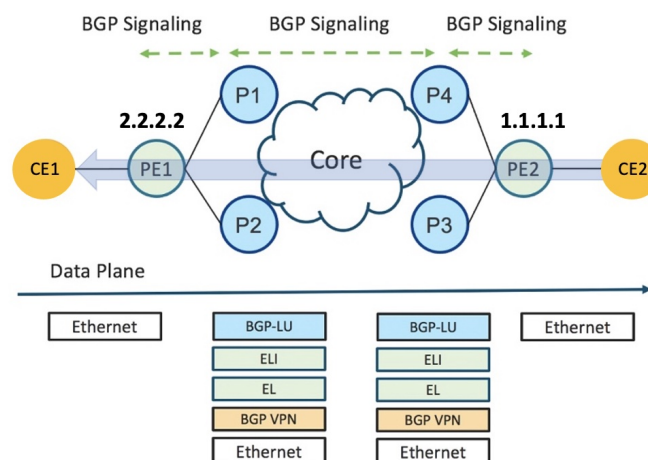 BGP Signaling BGP Signaling BGP Signaling
P1 P4
2.2.2.2 1.1.1.1
CE1 PE1 Core PE2 CE2
P2 P3
Data Plane
Ethernet BGP-LU BGP-LU Ethernet
ELI ELI
EL EL
BGP VPN BGP VPN
Ethernet Ethernet